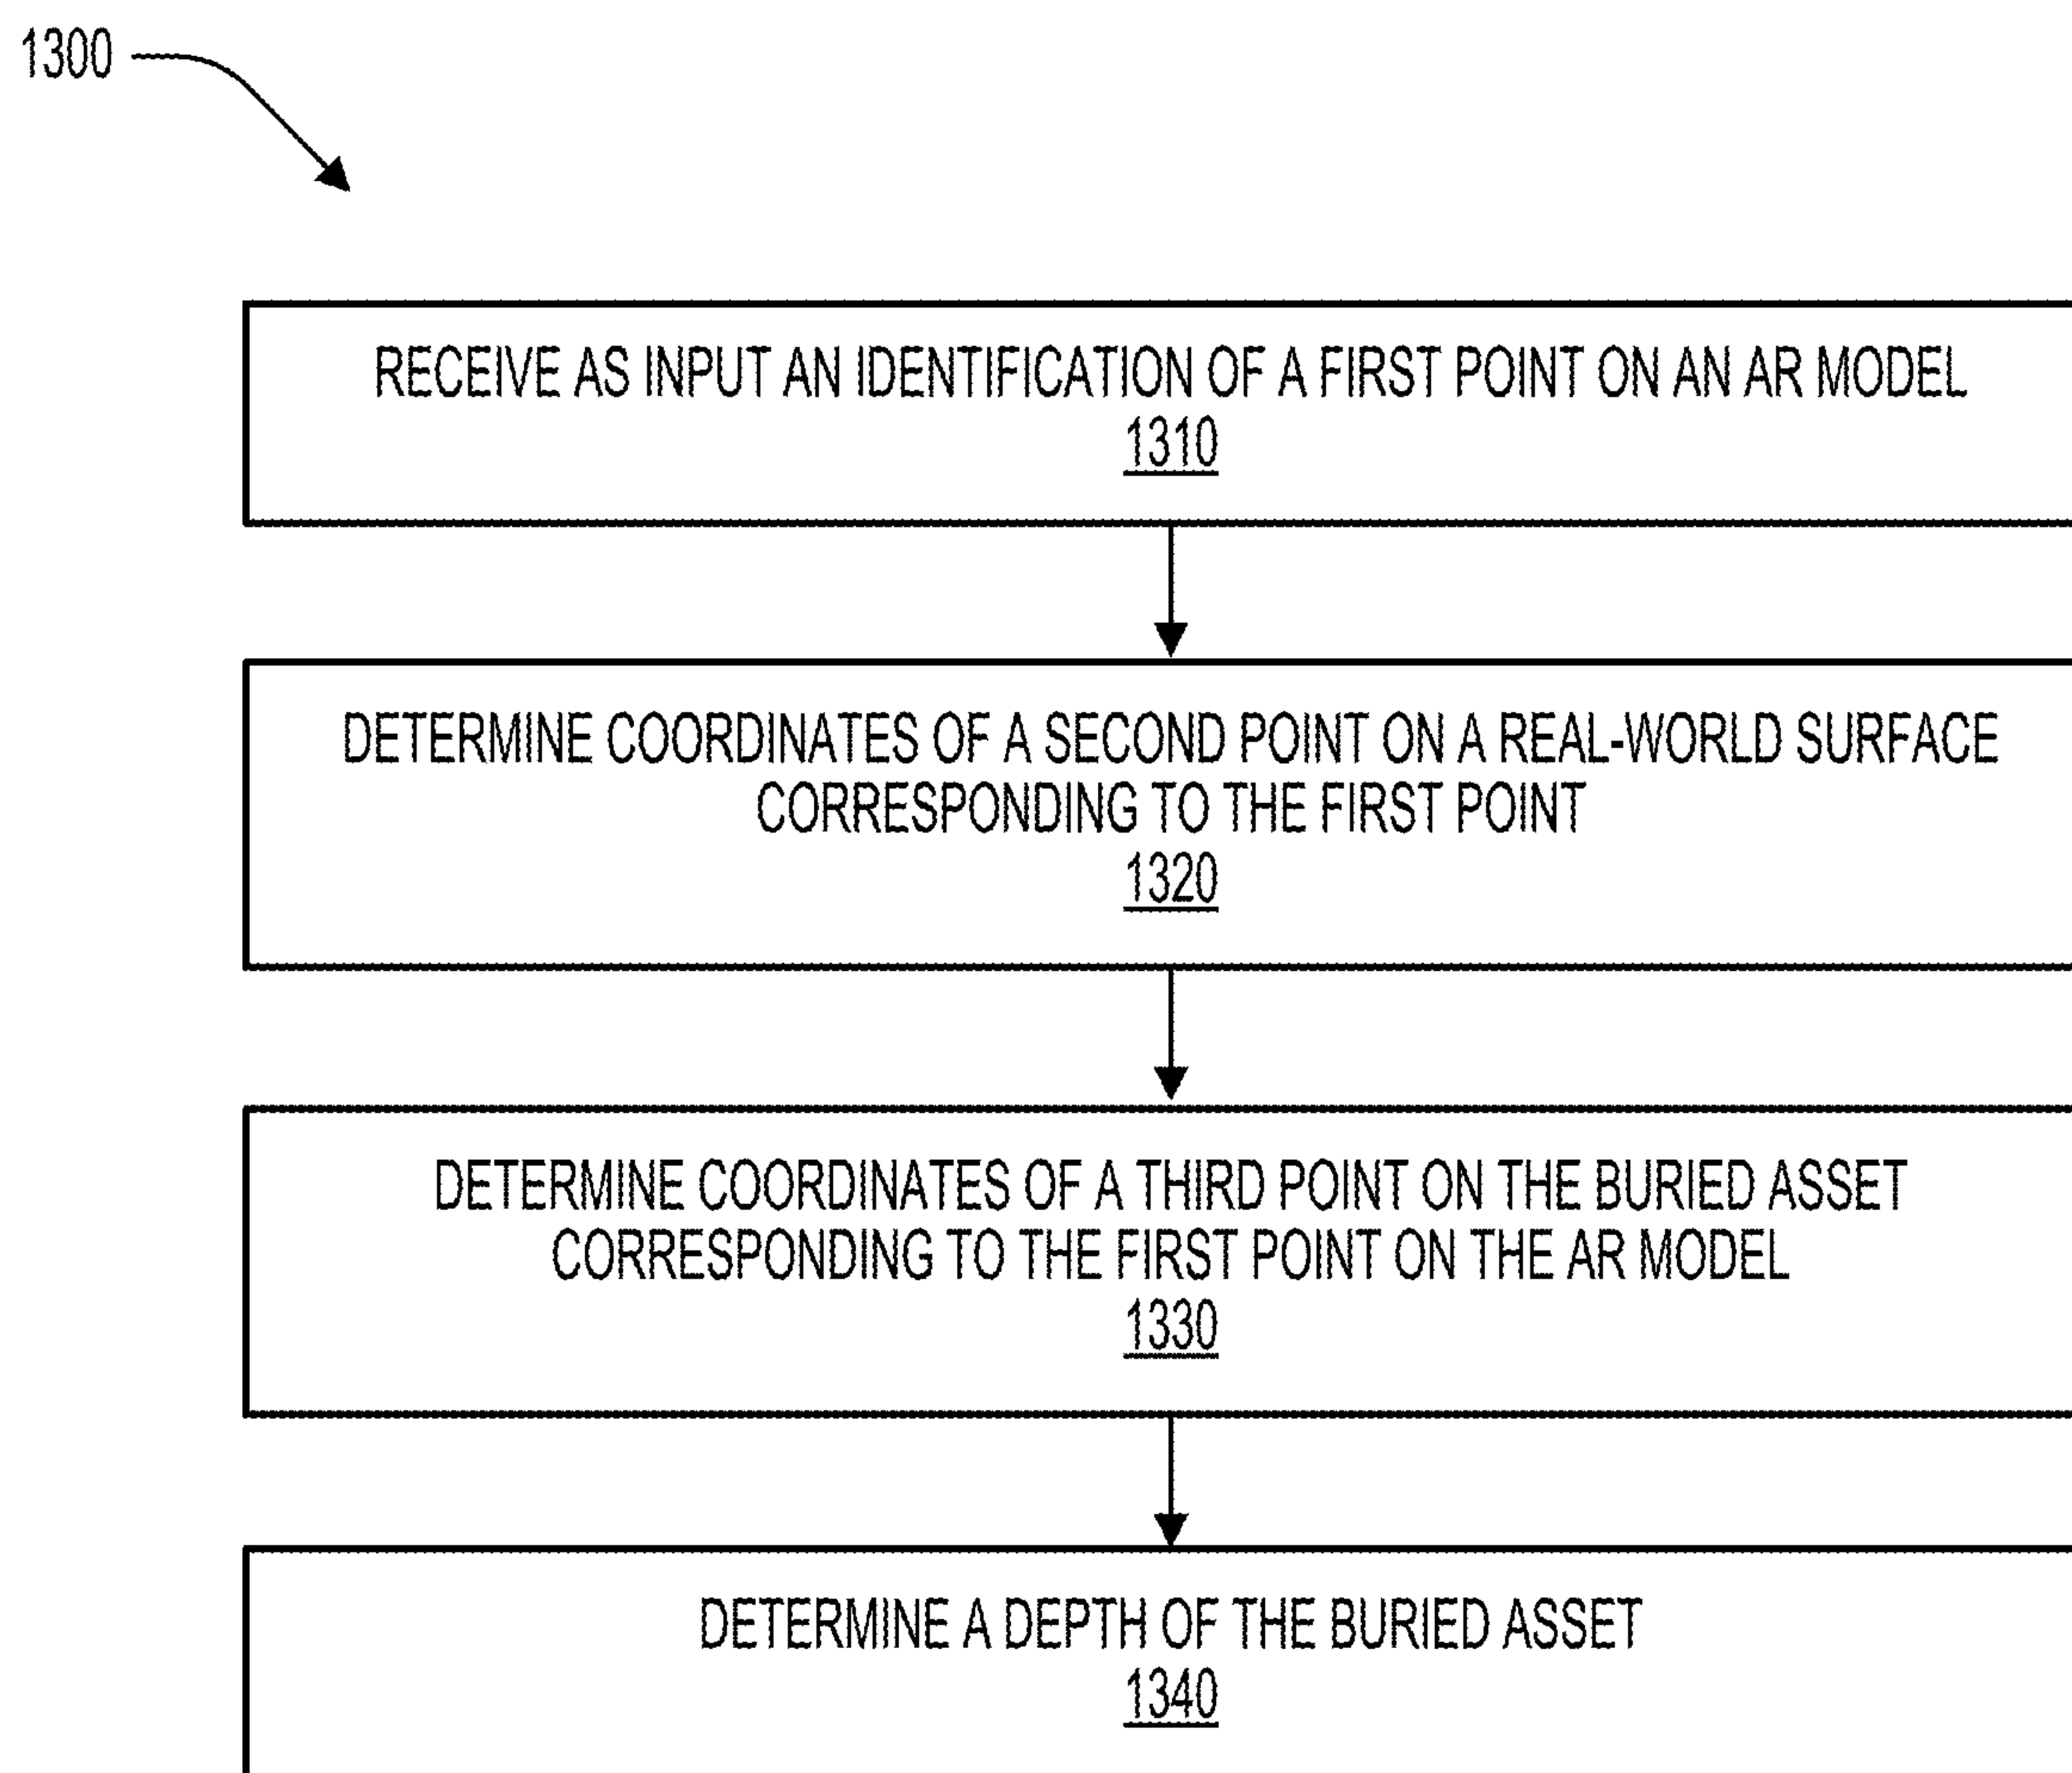 1300
RECEIVE AS INPUT AN IDENTIFICATION OF A FIRST POINT ON AN AR MODEL
1310
DETERMINE COORDINATES OF A SECOND POINT ON A REAL-WORLD SURFACE
CORRESPONDING TO THE FIRST POINT
1320
DETERMINE COORDINATES OF A THIRD POINT ON THE BURIED ASSET
CORRESPONDING TO THE FIRST POINT ON THE AR MODEL
1330
DETERMINE A DEPTH OF THE BURIED ASSET
1340